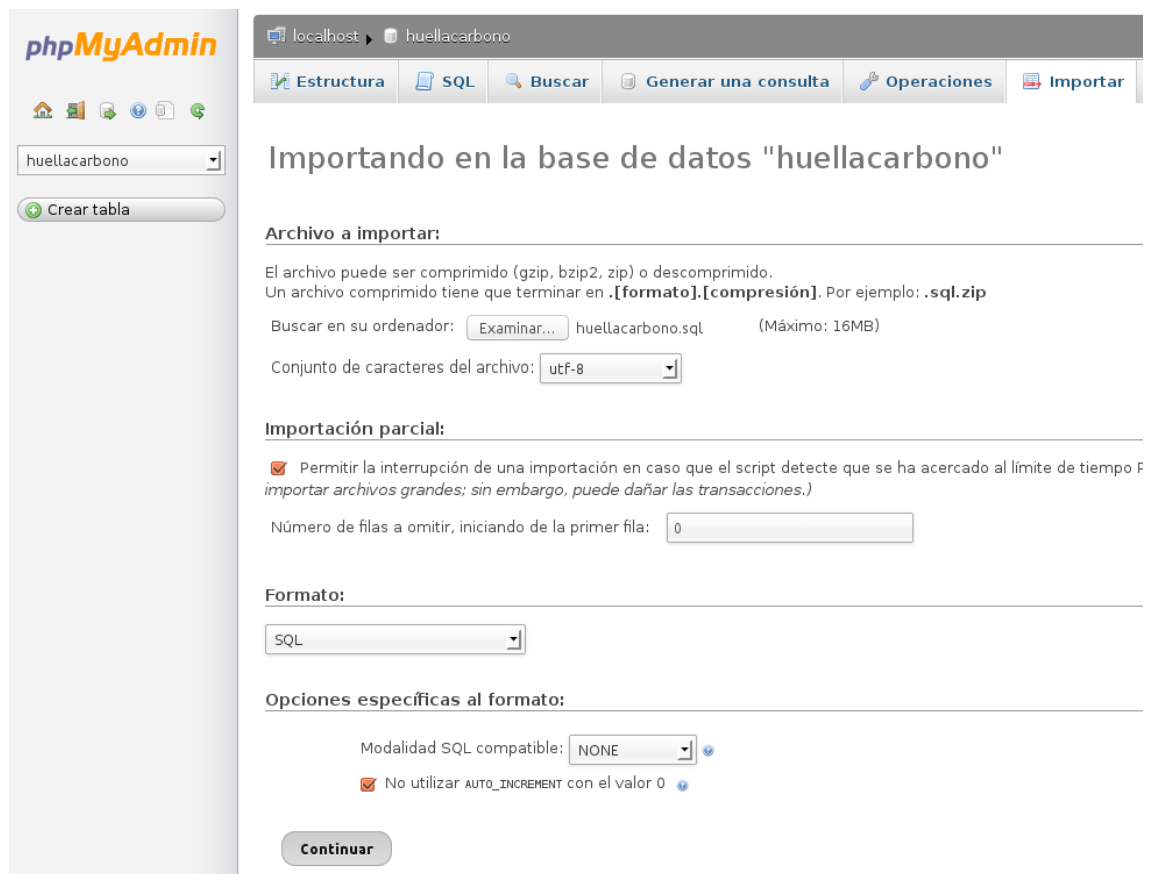 phpMyAdmin
huellacarbono
Crear tabla
localhost huellacarbono
Estructura SQL Buscar Generar una consulta Operaciones Importar
Importando en la base de datos "huellacarbono"
Archivo a importar:
El archivo puede ser comprimido (gzip, bzip2, zip) o descomprimido.
Un archivo comprimido tiene que terminar en .[formato].[compresión]. Por ejemplo: .sql.zip
Buscar en su ordenador: Examinar... huellacarbono.sql (Máximo: 16MB)
Conjunto de caracteres del archivo: utf-8
Importación parcial:
Permitir la interrupción de una importación en caso que el script detecte que se ha acercado al límite de tiempo
importar archivos grandes; sin embargo, puede dañar las transacciones.)
Número de filas a omitir, iniciando de la primer fila: 0
Formato:
SQL
Opciones específicas al formato:
Modalidad SQL compatible: NONE
No utilizar AUTO_INCREMENT con el valor 0
Continuar